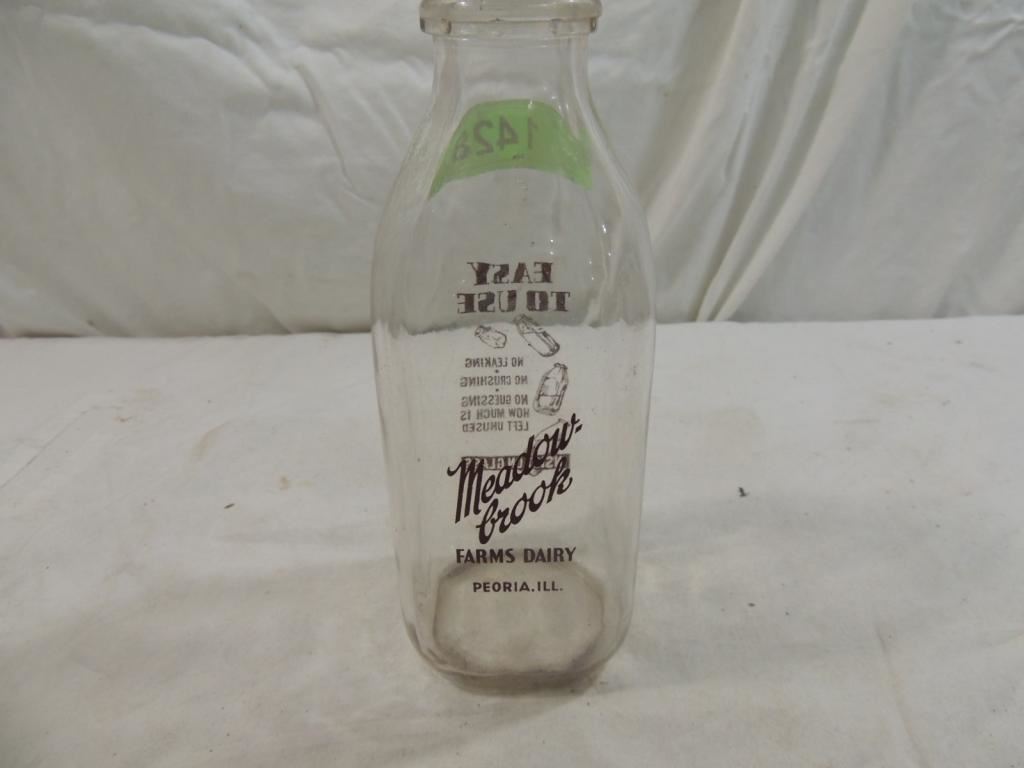 142
EASY
TO USE
NO LEAKING
•
NO CRUSHING
•
NO GUESSING
HOW MUCH IS
LEFT UNUSED
Meadow-
brook
FARMS DAIRY
PEORIA, ILL.